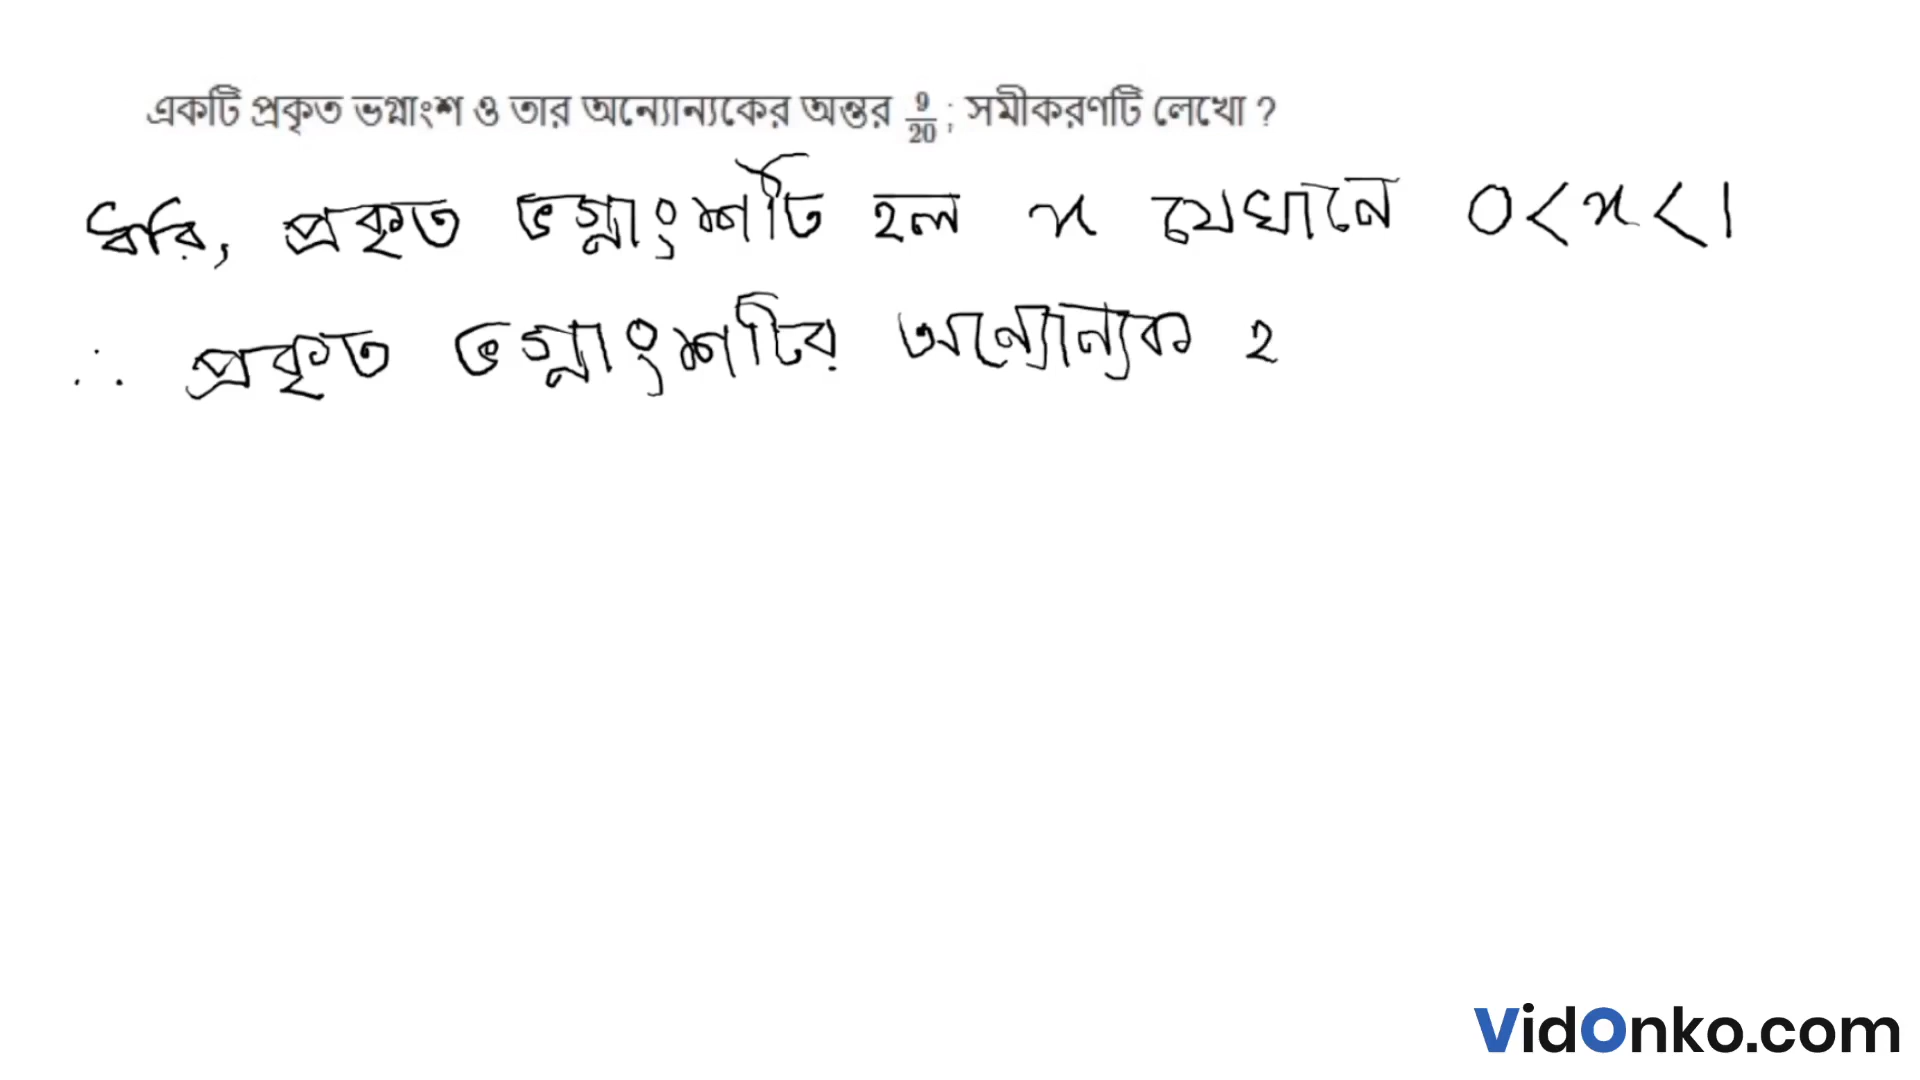 একটি প্রকৃত ভগ্নাংশ ও তার অন্যোন্যকের অন্তর 9/20; সমীকরণটি লেখো ?
ধরি, প্রকৃত ভগ্নাংশটি হল x যেখানে 0<x<1
∴ প্রকৃত ভগ্নাংশটির অন্যোন্যক হ
VidOnko.com